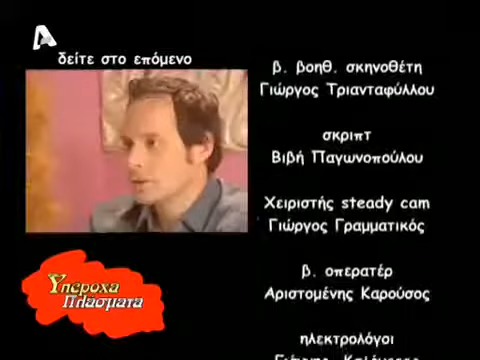 δείτε στο επόμενο
Υπέροχα
Πλάσματα
β. βοηθ. σκηνοθέτη
Γιώργος Τριανταφύλλου
σκριπτ
Βιβή Παγωνοπούλου
Χειριστής steady cam
Γιώργος Γραμματικός
β. οπερατέρ
Αριστομένης Καρούσος
ηλεκτρολόγοι